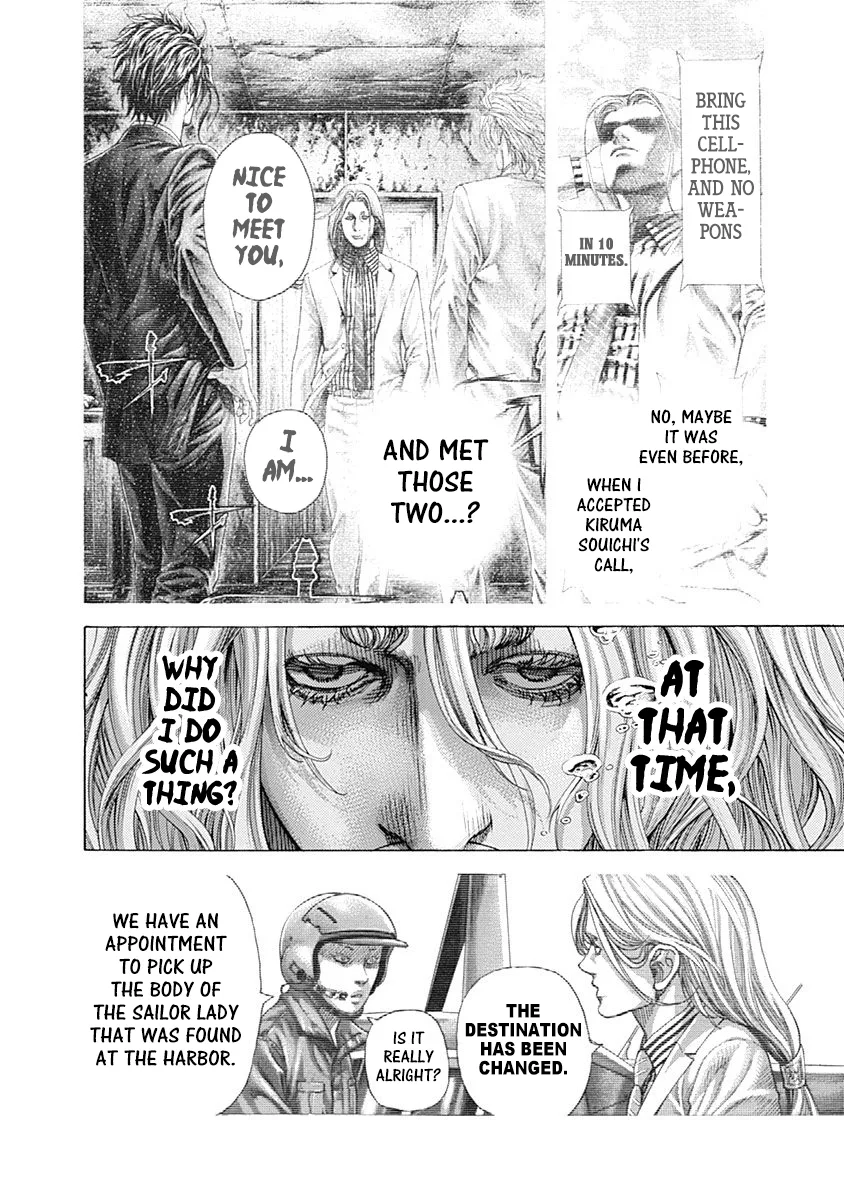 BRING
THIS
CELL-
PHONE,
AND NO
WEA-
PONS
IN 10
MINUTES.
NO, MAYBE
IT WAS
EVEN BEFORE,
WHEN I
ACCEPTED
KIRUMA
SOUICHI'S
CALL,
NICE
TO
MEET
YOU,
I
AM...
AND MET
THOSE
TWO...?
AT
THAT
TIME,
WHY
DID
I DO
SUCH A
THING?
THE
DESTINATION
HAS BEEN
CHANGED.
IS IT
REALLY
ALRIGHT?
WE HAVE AN
APPOINTMENT
TO PICK UP
THE BODY OF
THE SAILOR LADY
THAT WAS FOUND
AT THE HARBOR.